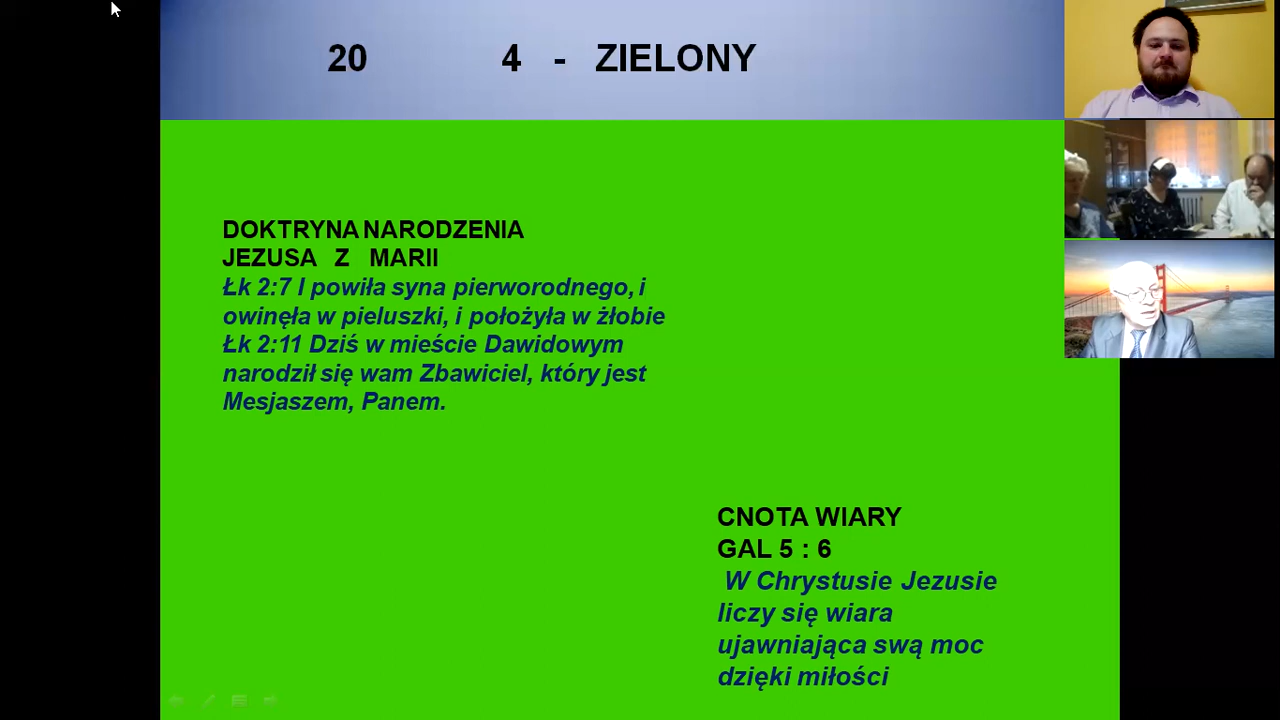 20 4 - ZIELONY
DOKTRYNA NARODZENIA
JEZUSA Z MARII
Łk 2:7 I powiła syna pierworodnego, i
owinęła w pieluszki, i położyła w żłobie
Łk 2:11 Dziś w mieście Dawidowym
narodził się wam Zbawiciel, który jest
Mesjaszem, Panem.
CNOTA WIARY
GAL 5 : 6
W Chrystusie Jezusie
liczy się wiara
ujawniająca swą moc
dzięki miłości